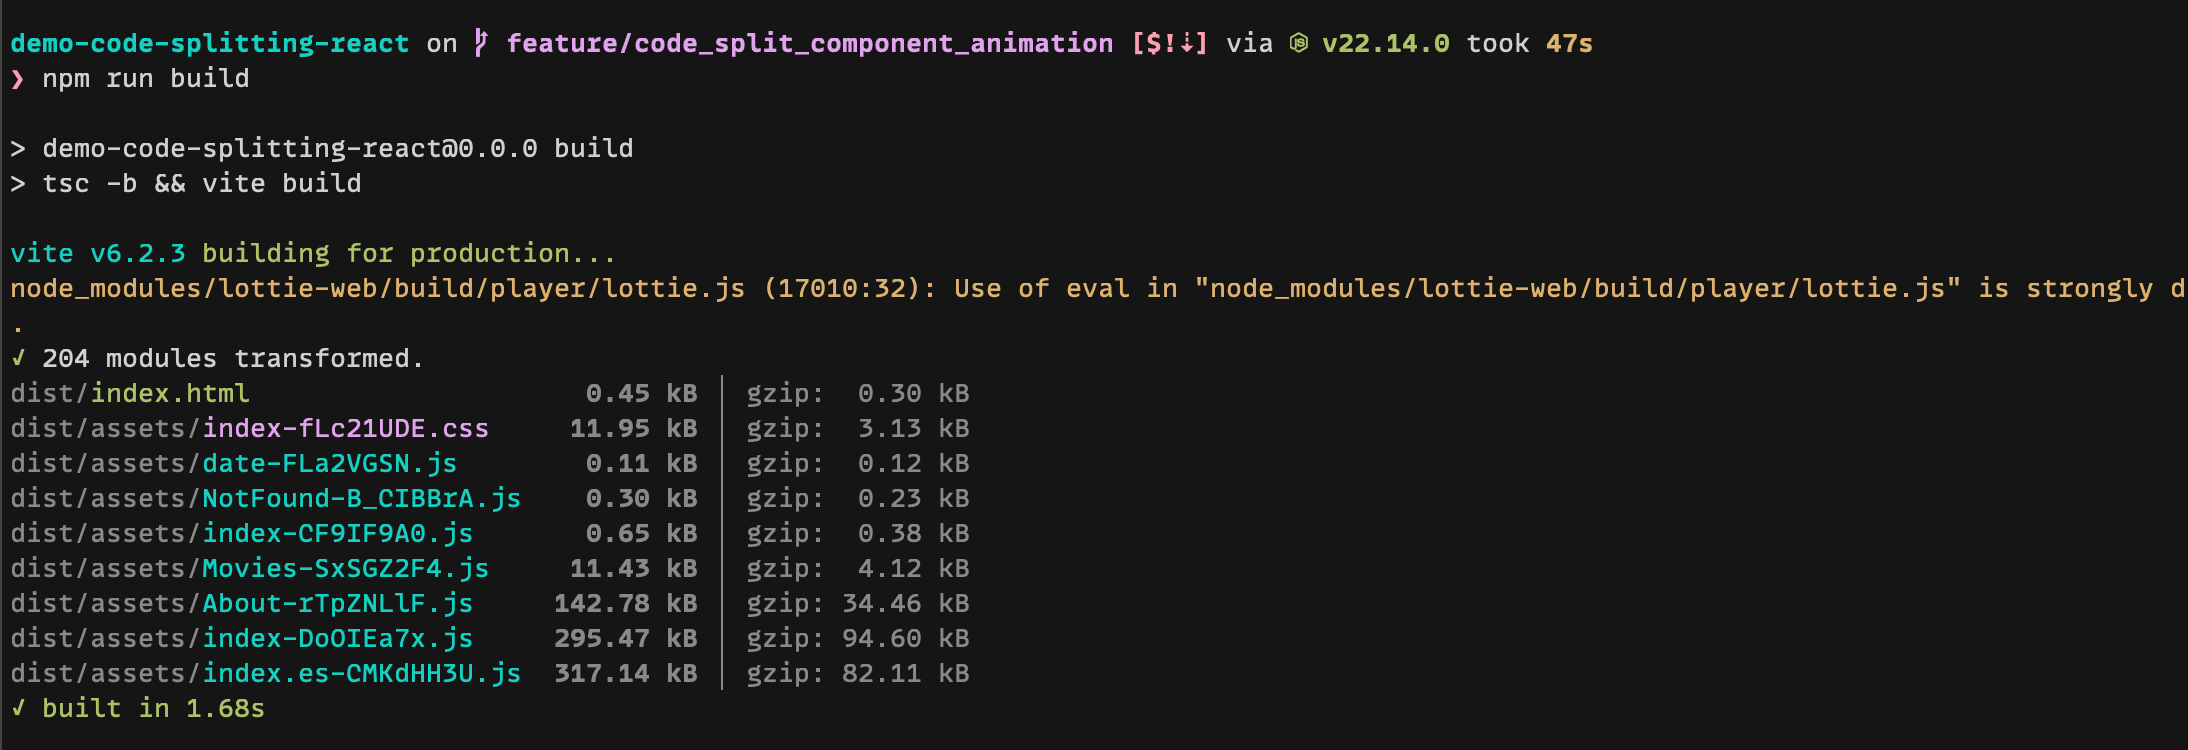 demo-code-splitting-react on feature/code_split_component_animation [$!⇣] via v22.14.0 took 47s
❯ npm run build
> demo-code-splitting-react@0.0.0 build
> tsc -b && vite build
vite v6.2.3 building for production...
node_modules/lottie-web/build/player/lottie.js (17010:32): Use of eval in "node_modules/lottie-web/build/player/lottie.js" is strongly d
.
✓ 204 modules transformed.
dist/index.html 0.45 kB │ gzip: 0.30 kB
dist/assets/index-fLc21UDE.css 11.95 kB │ gzip: 3.13 kB
dist/assets/date-FLa2VGSN.js 0.11 kB │ gzip: 0.12 kB
dist/assets/NotFound-B_CIBBrA.js 0.30 kB │ gzip: 0.23 kB
dist/assets/index-CF9IF9A0.js 0.65 kB │ gzip: 0.38 kB
dist/assets/Movies-SxSGZ2F4.js 11.43 kB │ gzip: 4.12 kB
dist/assets/About-rTpZNLlF.js 142.78 kB │ gzip: 34.46 kB
dist/assets/index-DoOIEa7x.js 295.47 kB │ gzip: 94.60 kB
dist/assets/index.es-CMKdHH3U.js 317.14 kB │ gzip: 82.11 kB
✓ built in 1.68s